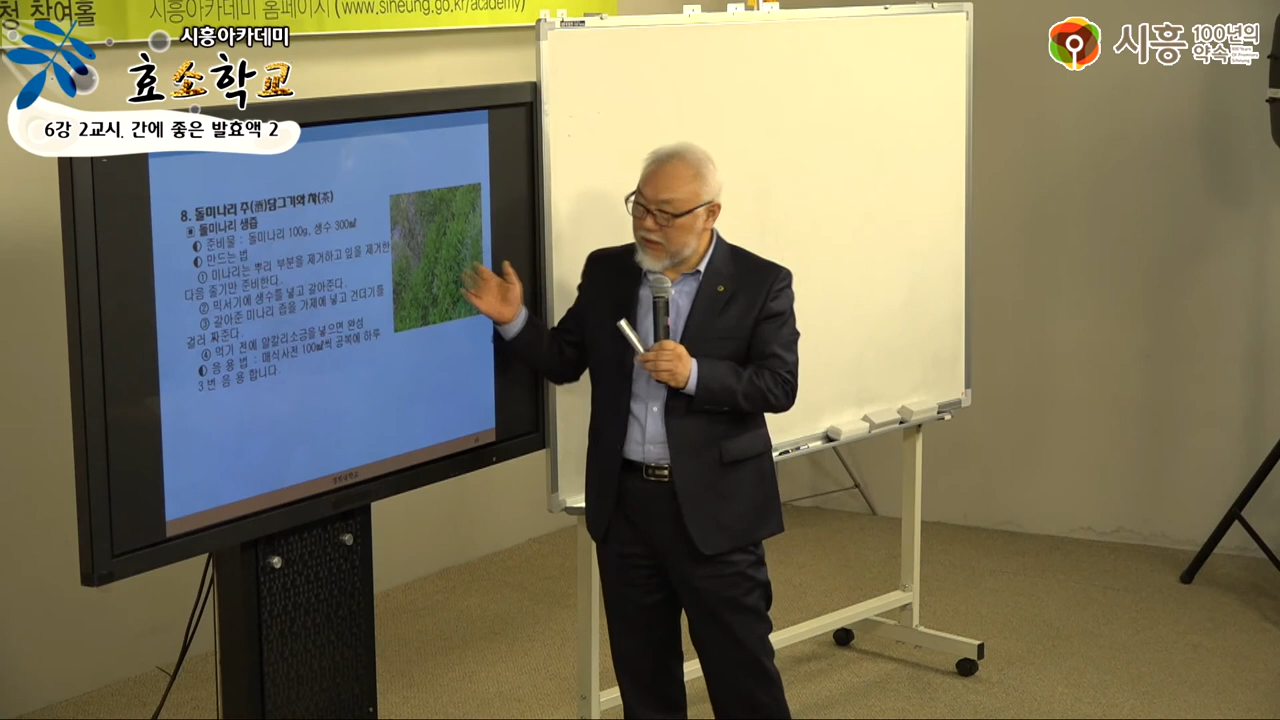 청 참여홀
시흥아카데미 홈페이지 (www.siheung.go.kr/academy)
시흥아카데미
효소학교
6강 2교시. 간에 좋은 발효액 2
시흥 100년의 약속
8. 돌미나리 주(酒)담그기와 차(茶)
▣ 돌미나리 생즙
◐ 준비물 : 돌미나리 100g, 생수 300㎖
◐ 만드는 법
① 미나리는 뿌리 부분을 제거하고 잎을 제거한
다음 줄기만 준비한다.
② 믹서기에 생수를 넣고 갈아준다.
③ 갈아준 미나리 즙을 가제에 넣고 건더기를
걸러 짜준다.
④ 먹기 전에 알칼리소금을 넣으면 완성
◐ 응 용 법 : 매식사전 100㎖씩 공복에 하루
3번 응 용 합니다.